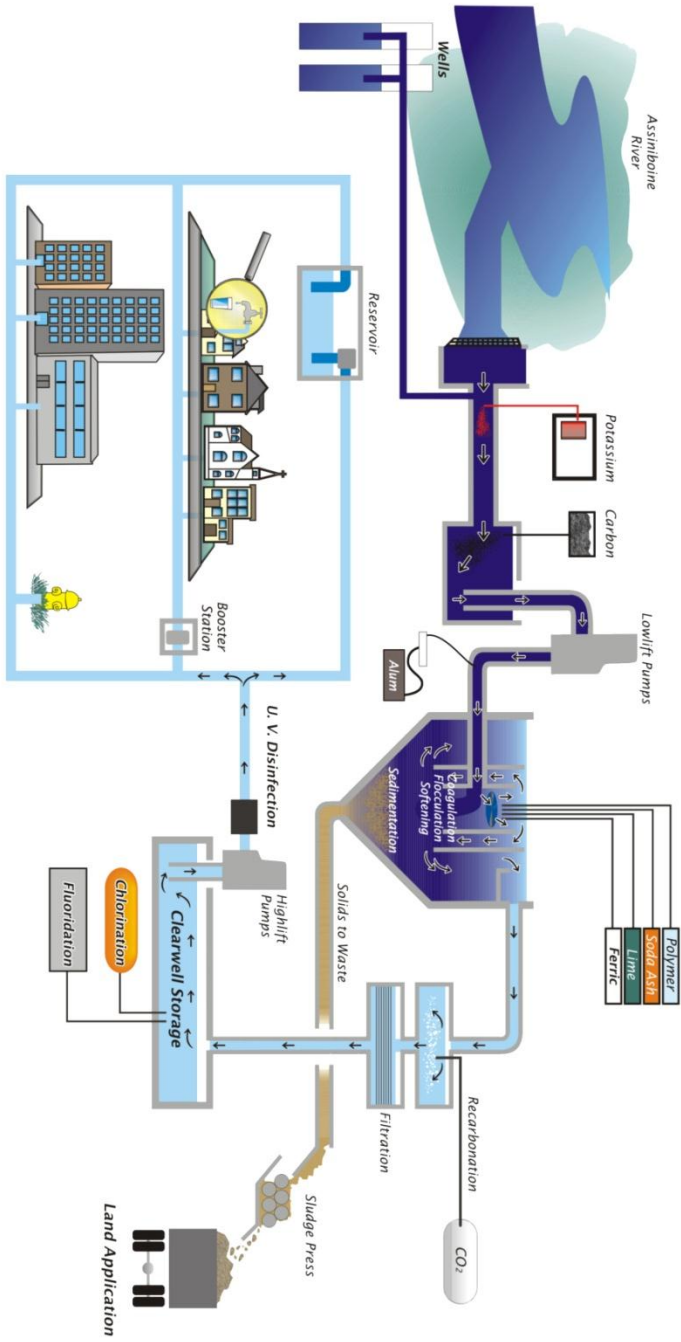 Assiniboine
River
Wells
Potassium
Carbon
Lowlift Pumps
Alum
Polymer
Soda Ash
Lime
Ferric
Coagulation
Flocculation
Softening
Sedimentation
Reservoir
Booster
Station
U. V. Disinfection
Highlift
Pumps
Solids to Waste
Recarbonation
CO2
Filtration
Clearwell Storage
Chlorination
Fluoridation
Sludge Press
Land Application